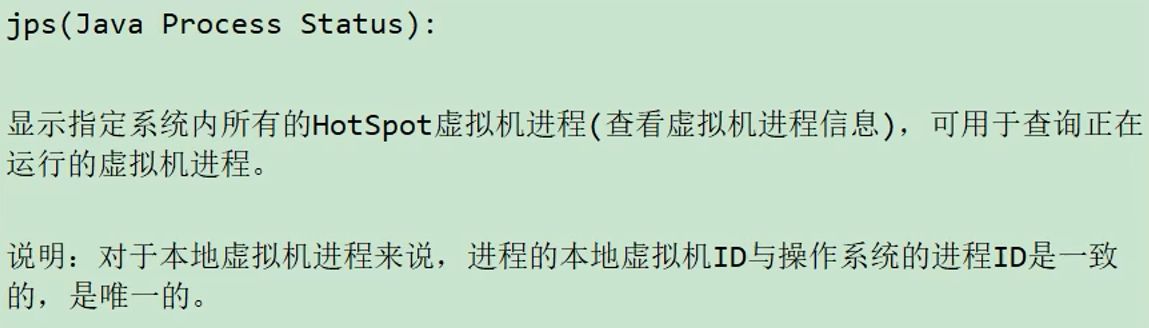 jps(Java Process Status):
显示指定系统内所有的HotSpot虚拟机进程(查看虚拟机进程信息)，可用于查询正在
运行的虚拟机进程。
说明：对于本地虚拟机进程来说，进程的本地虚拟机ID与操作系统的进程ID是一致
的，是唯一的。